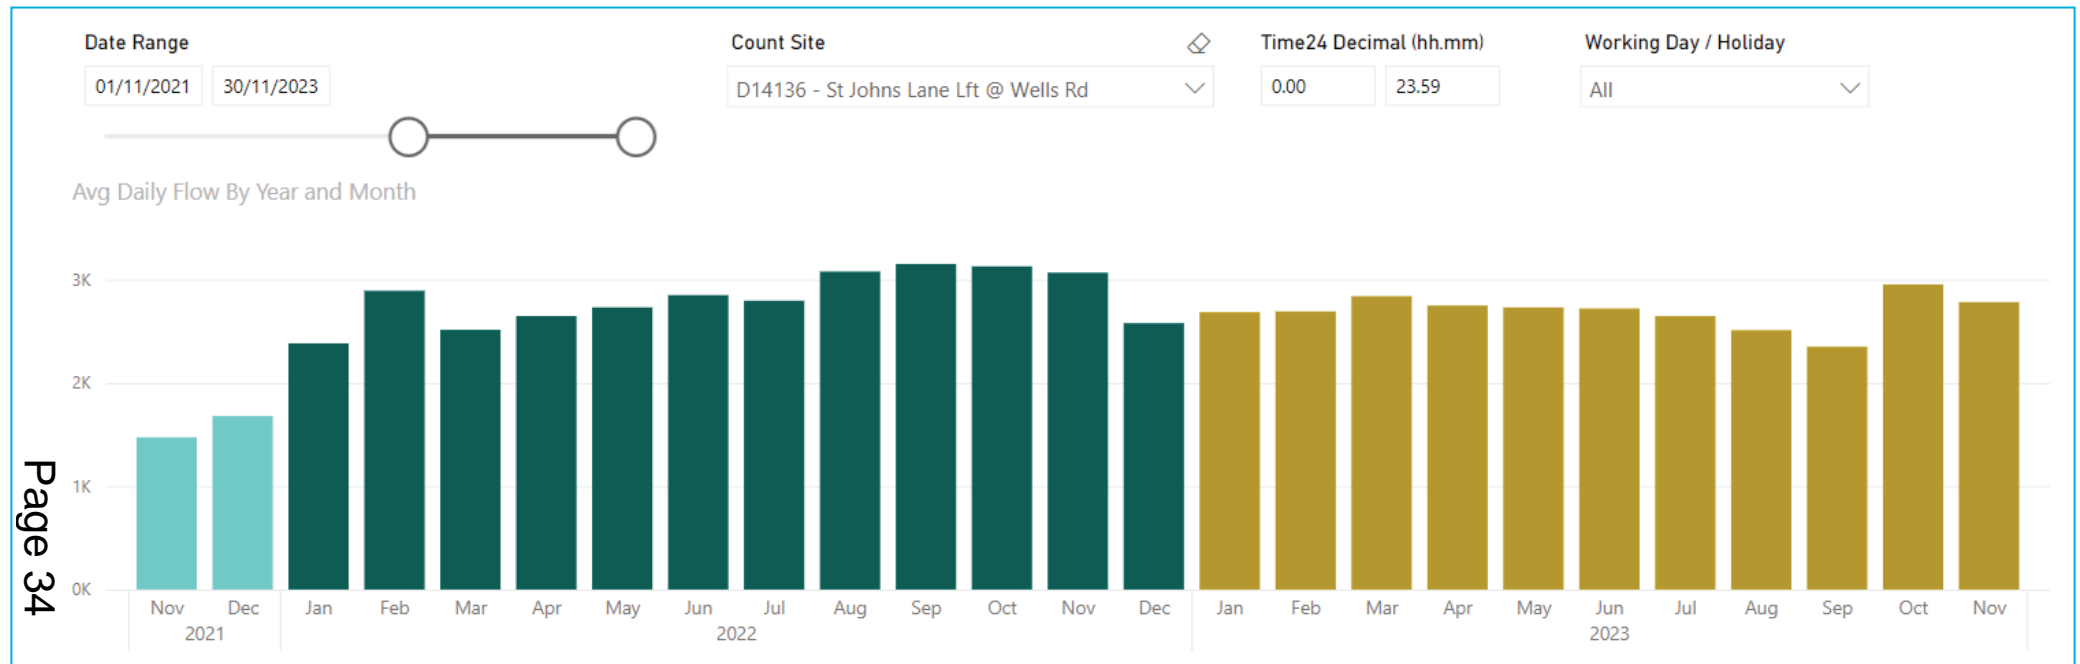 Date Range
01/11/2021 30/11/2023
Count Site
D14136 - St Johns Lane Lft @ Wells Rd
Time24 Decimal (hh.mm)
0.00 23.59
Working Day / Holiday
All
Avg Daily Flow By Year and Month
3K
2K
1K
0K
Nov Dec Jan Feb Mar Apr May Jun Jul Aug Sep Oct Nov Dec Jan Feb Mar Apr May Jun Jul Aug Sep Oct Nov
2021 2022 2023
Page 34